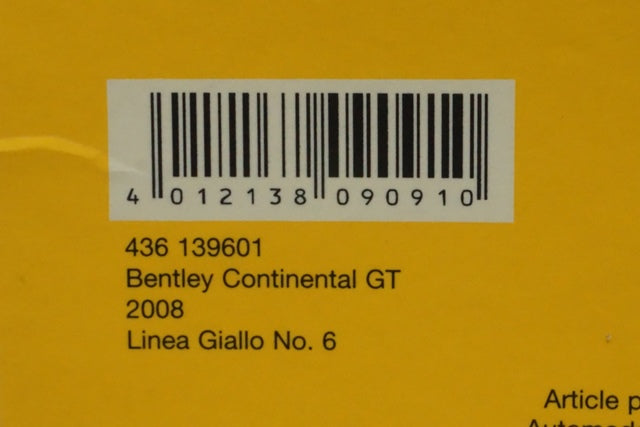 4 012138 090910
436 139601
Bentley Continental GT
2008
Linea Giallo No. 6
Article